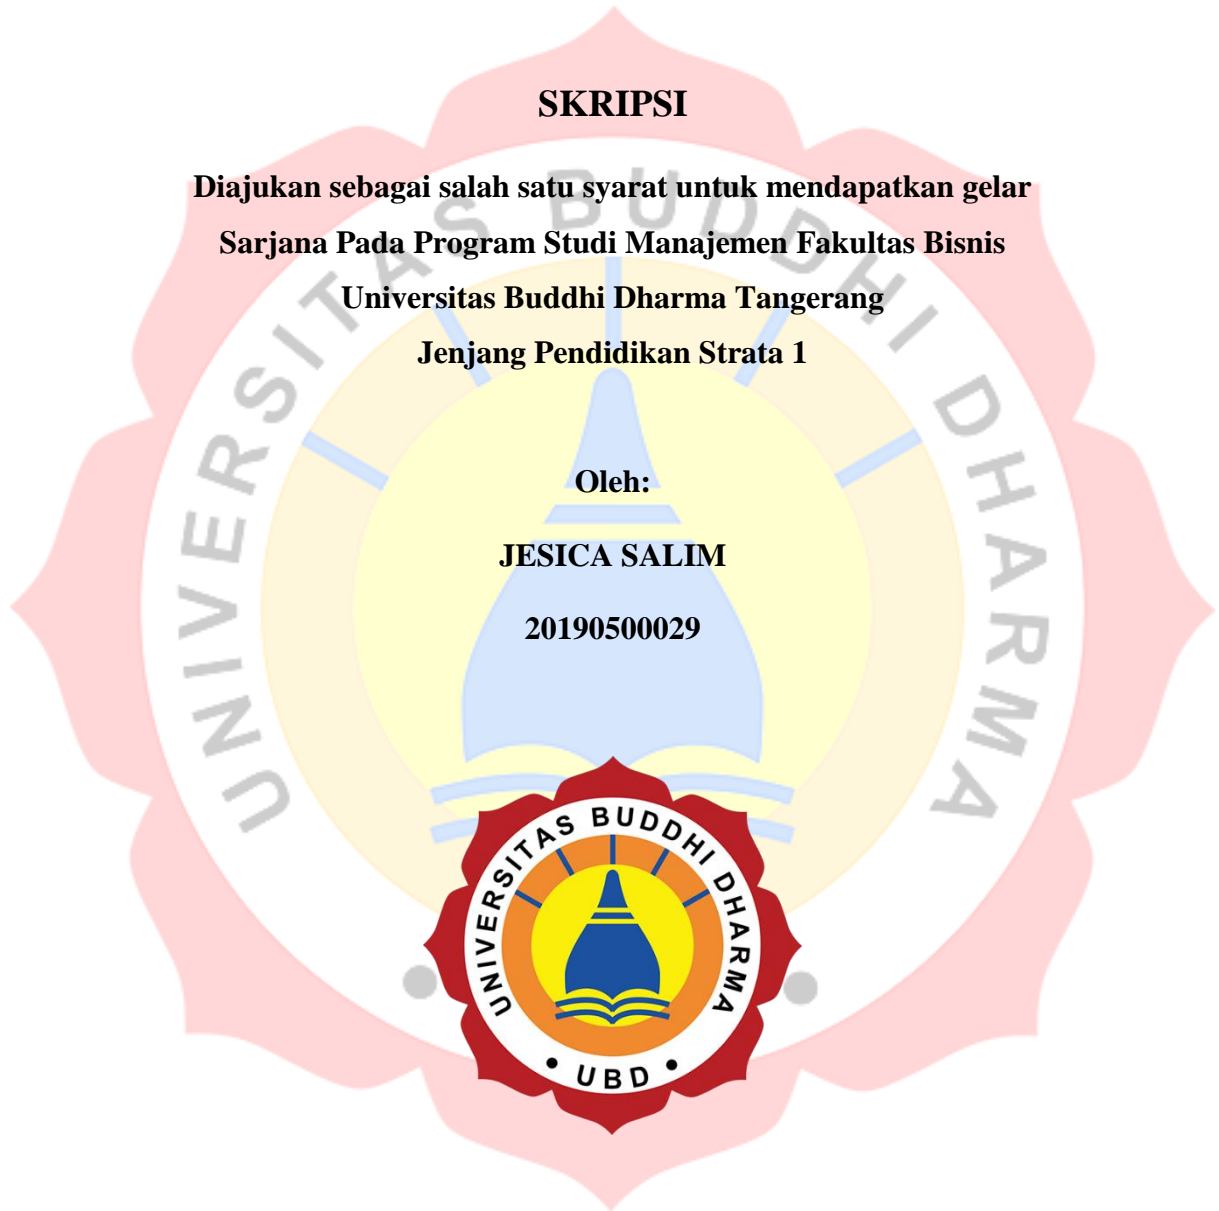 SKRIPSI
Diajukan sebagai salah satu syarat untuk mendapatkan gelar
Sarjana Pada Program Studi Manajemen Fakultas Bisnis
Universitas Buddhi Dharma Tangerang
Jenjang Pendidikan Strata 1
Oleh:
JESICA SALIM
20190500029
UNIVERSITAS BUDDHI DHARMA
UNIVERSITAS BUDDHI DHARMA
• UBD •